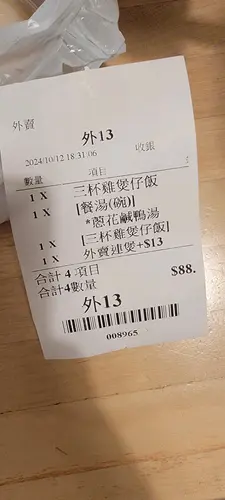 外賣
外13
2024/10/12 18:31:06 收銀
數量 項目 $
1 X 三杯雞煲仔飯
1 X [餐湯(碗)]
*蔥花鹹鴨湯
1 X [三杯雞煲仔飯]
1 X 外賣連煲+$13
合計 4 項目 $88.
合計4數量
外13
008965